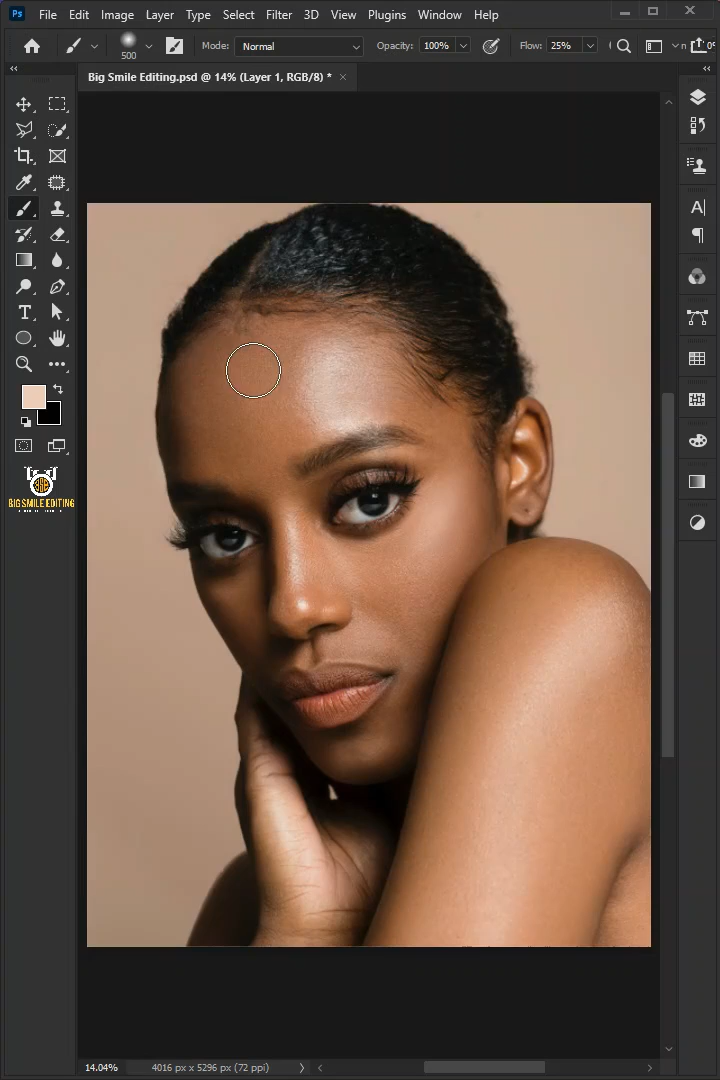 Ps File Edit Image Layer Type Select Filter 3D View Plugins Window Help
500 Mode: Normal Opacity: 100% Flow: 25%
Big Smile Editing.psd @ 14% (Layer 1, RGB/8) *
BIG SMILE EDITING
14.04% 4016 px x 5296 px (72 ppi)